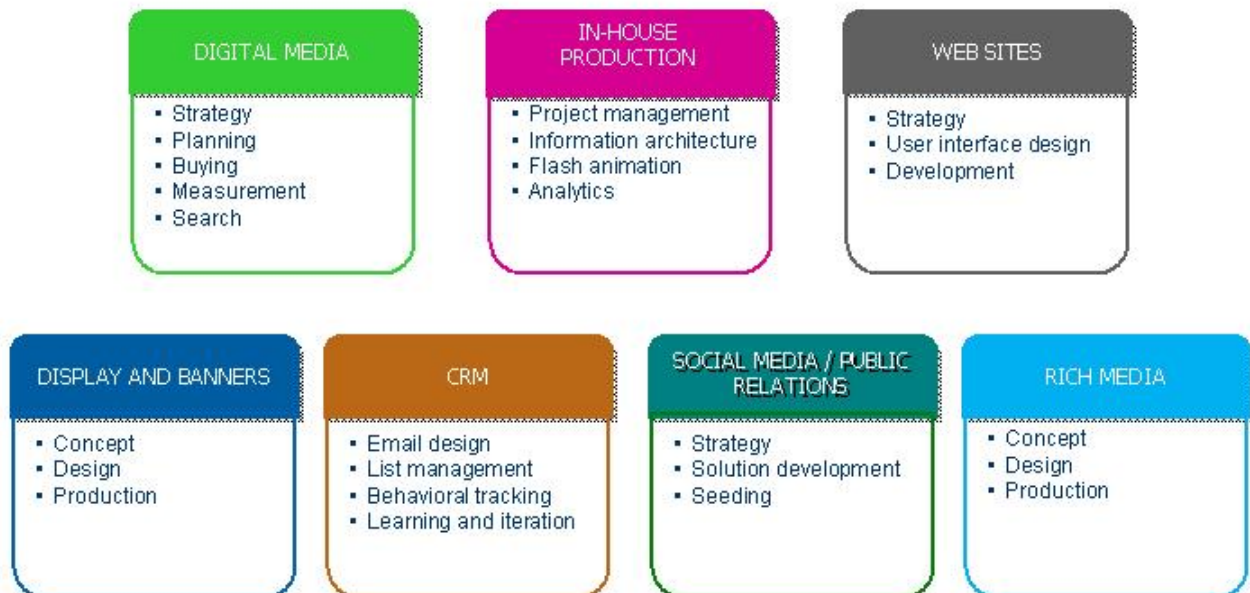 DIGITAL MEDIA
▪ Strategy
▪ Planning
▪ Buying
▪ Measurement
▪ Search
IN-HOUSE
PRODUCTION
▪ Project management
▪ Information architecture
▪ Flash animation
▪ Analytics
WEB SITES
▪ Strategy
▪ User interface design
▪ Development
DISPLAY AND BANNERS
▪ Concept
▪ Design
▪ Production
CRM
▪ Email design
▪ List management
▪ Behavioral tracking
▪ Learning and iteration
SOCIAL MEDIA / PUBLIC
RELATIONS
▪ Strategy
▪ Solution development
▪ Seeding
RICH MEDIA
▪ Concept
▪ Design
▪ Production